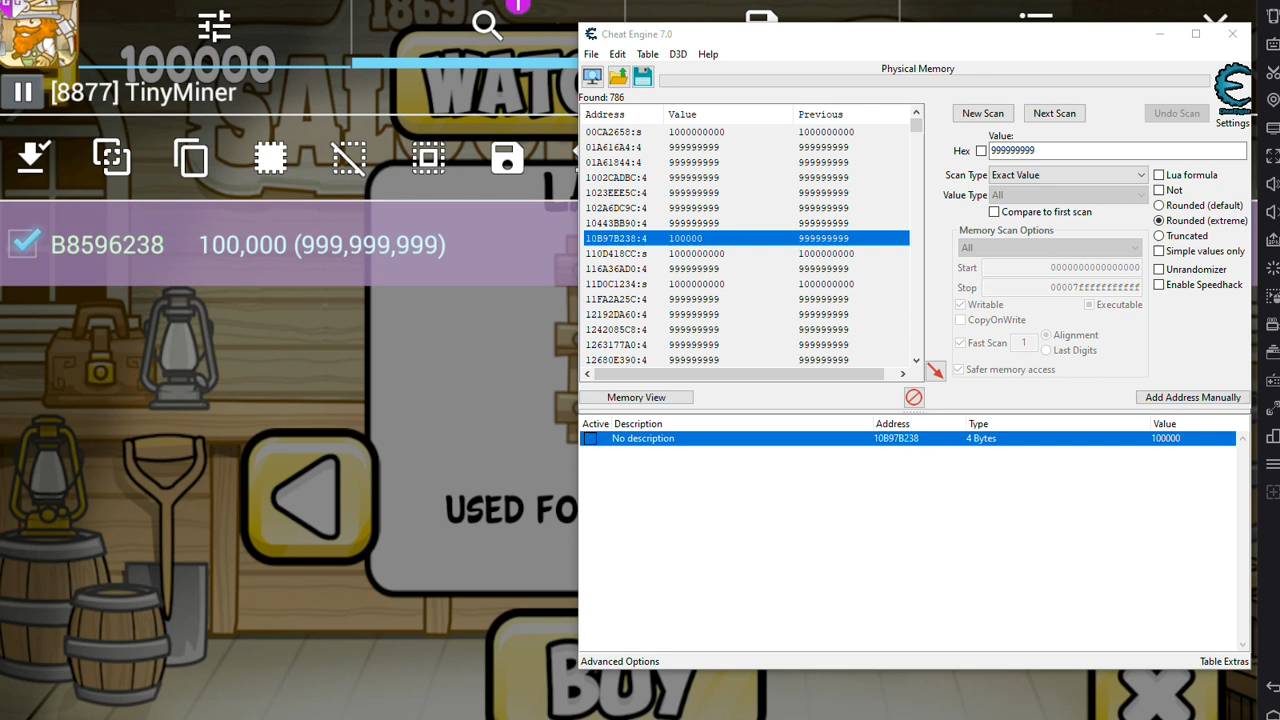 1869
100000
[8877] TinyMiner
WATC
SAL
B8596238 100,000 (999,999,999)
USED FO
BUY
Cheat Engine 7.0
File Edit Table D3D Help
Physical Memory
Found: 786
Address Value Previous
00CA2658:s 1000000000 1000000000
01A616A4:4 999999999 999999999
01A61844:4 999999999 999999999
1002CADBC:4 999999999 999999999
1023EEE5C:4 999999999 999999999
102A6DC9C:4 999999999 999999999
10443BB90:4 999999999 999999999
10B97B238:4 100000 999999999
110D418CC:s 1000000000 1000000000
116A36AD0:4 999999999 999999999
11D0C1234:s 1000000000 1000000000
11FA2A25C:4 999999999 999999999
12192DA60:4 999999999 999999999
1242085C8:4 999999999 999999999
1263177A0:4 999999999 999999999
12680E390:4 999999999 999999999
New Scan Next Scan Undo Scan
Settings
Value:
Hex 999999999
Scan Type Exact Value
Value Type All
Compare to first scan
Lua formula
Not
Rounded (default)
Rounded (extreme)
Truncated
Simple values only
Unrandomizer
Enable Speedhack
Memory Scan Options
All
Start 0000000000000000
Stop 00007fffffffffff
Writable Executable
CopyOnWrite
Fast Scan 1 Alignment
Last Digits
Safer memory access
Memory View Add Address Manually
Active Description Address Type Value
No description 10B97B238 4 Bytes 100000
Advanced Options Table Extras